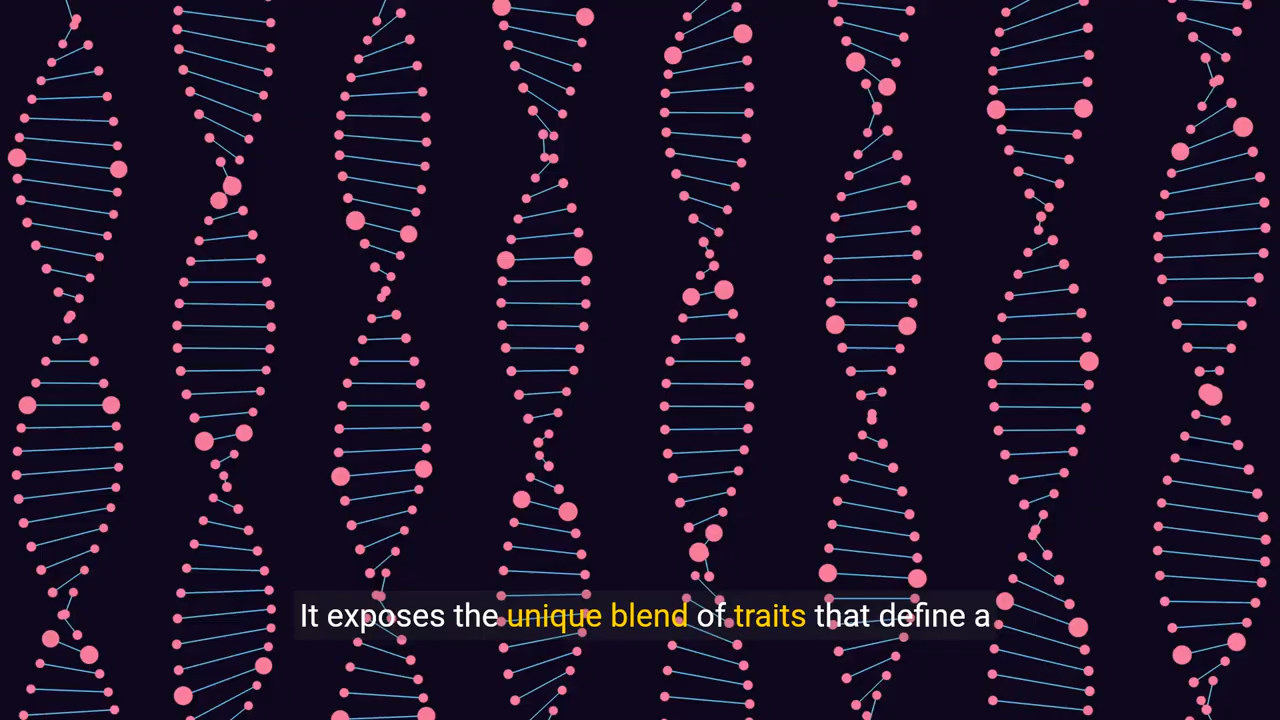 It exposes the unique blend of traits that define a